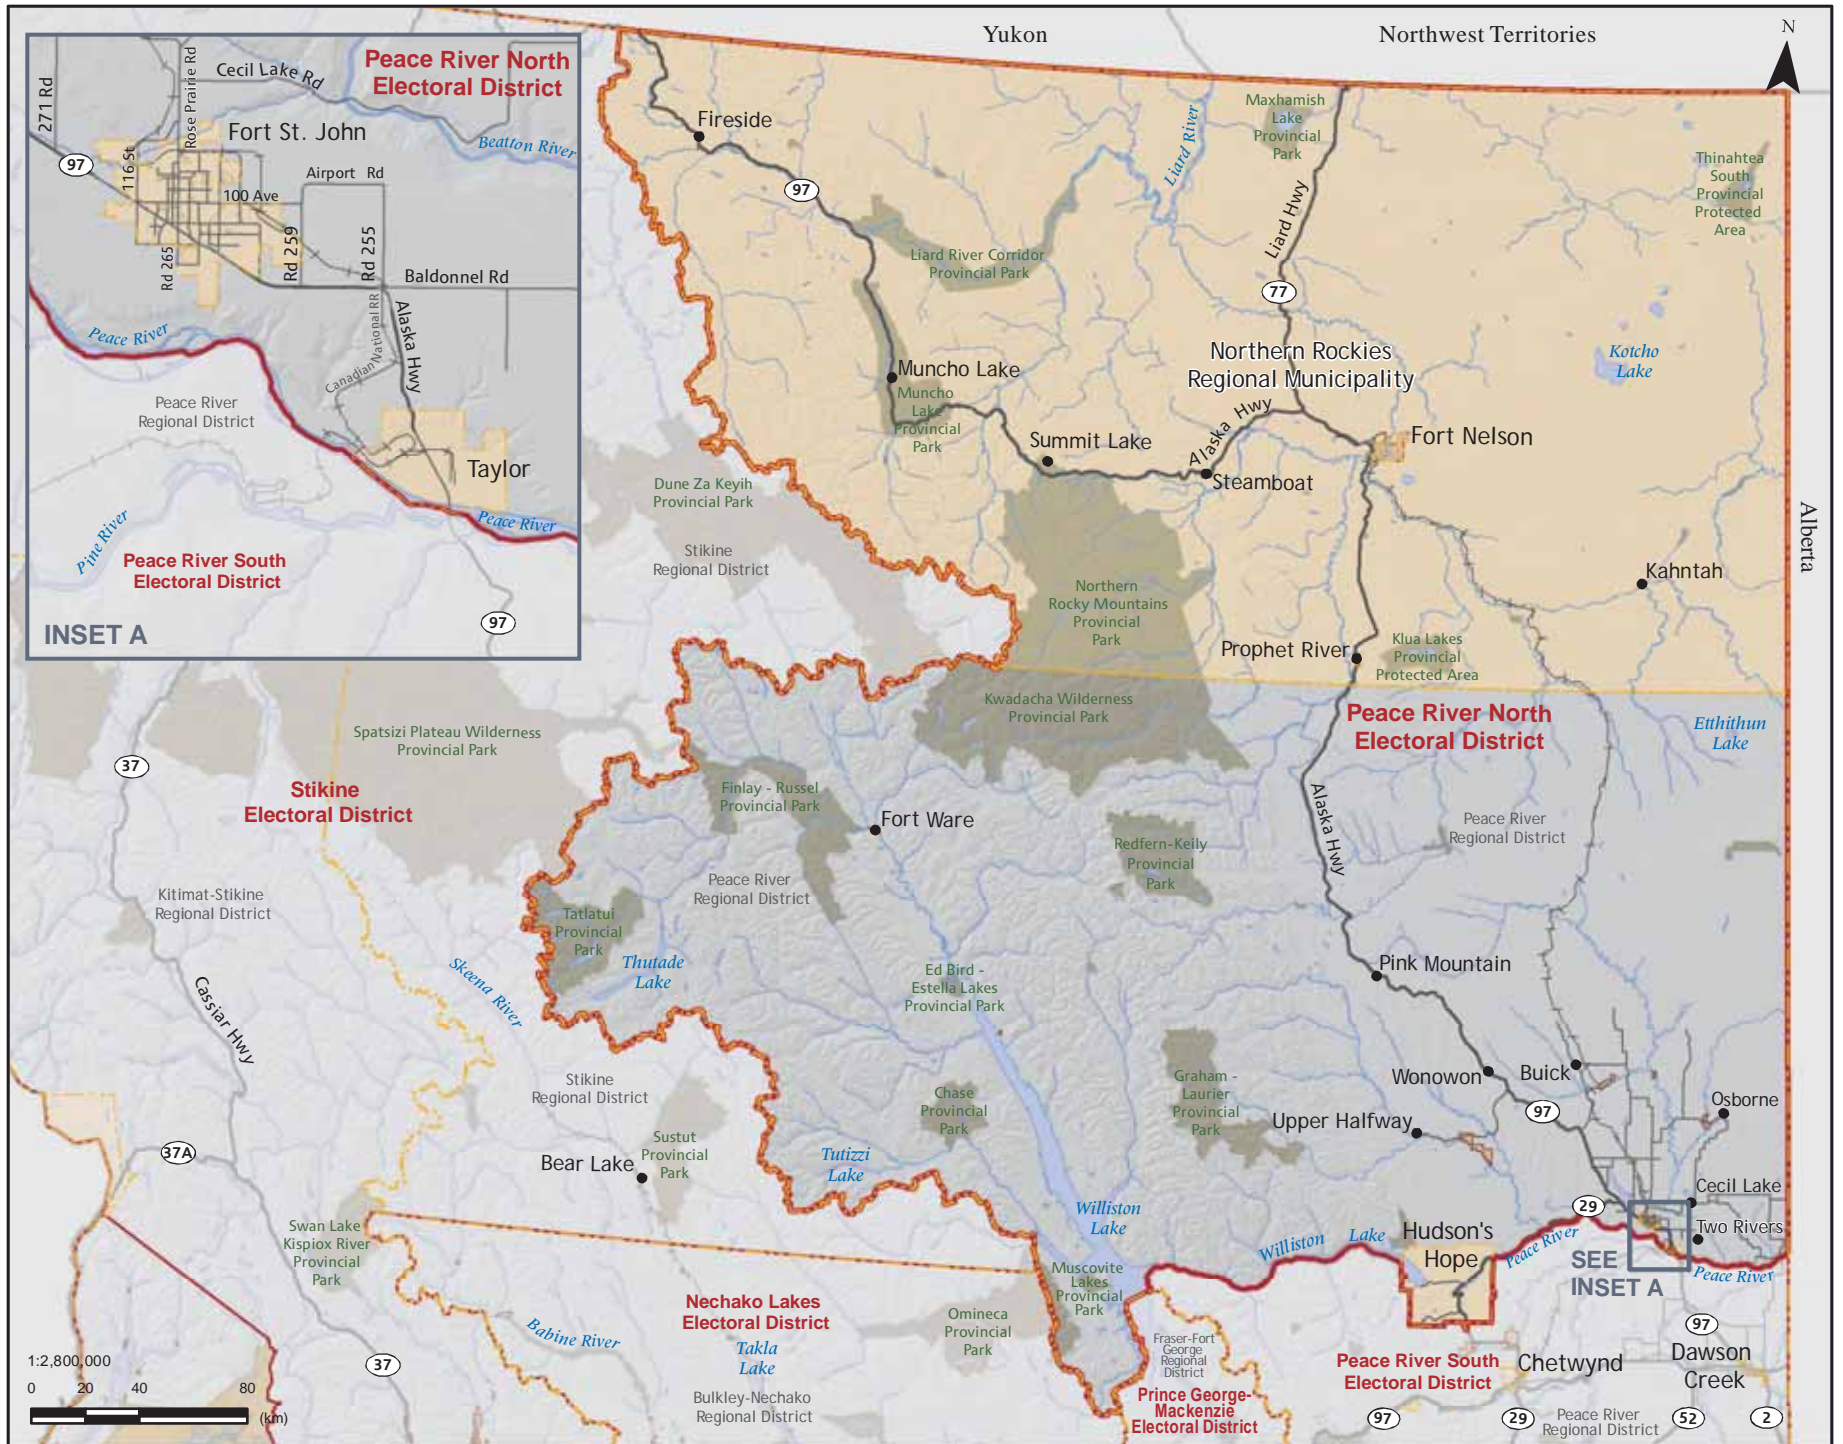 Yukon
Northwest Territories
N
Alberta
Peace River North
Electoral District
Cecil Lake Rd
Rose Prairie Rd
271 Rd
Fort St. John
Beatton River
97
116 St
Airport Rd
100 Ave
Rd 259
Rd 255
Rd 265
Baldonnel Rd
Canadian National RR
Alaska Hwy
Peace River
Peace River
Regional District
Taylor
Peace River
Pine River
Peace River South
Electoral District
97
INSET A
Fireside
97
Liard River
Maxhamish
Lake
Provincial
Park
Thinahtea
South
Provincial
Protected
Area
Liard Hwy
Liard River Corridor
Provincial Park
77
Northern Rockies
Regional Municipality
Kotcho
Lake
Muncho Lake
Muncho
Lake
Provincial
Park
Alaska Hwy
Summit Lake
Steamboat
Fort Nelson
Dune Za Keyih
Provincial Park
Stikine
Regional District
Northern
Rocky Mountains
Provincial
Park
Kahntah
Prophet River
Klua Lakes
Provincial
Protected Area
Kwadacha Wilderness
Provincial Park
Peace River North
Electoral District
Etthithun
Lake
Spatsizi Plateau Wilderness
Provincial Park
37
Stikine
Electoral District
Finlay - Russel
Provincial Park
Fort Ware
Alaska Hwy
Peace River
Regional District
Redfern-Keily
Provincial
Park
Kitimat-Stikine
Regional District
Peace River
Regional District
Tatlatui
Provincial
Park
Thutade
Lake
Skeena River
Cassiar Hwy
Ed Bird -
Estella Lakes
Provincial Park
Pink Mountain
Stikine
Regional District
Chase
Provincial
Park
Graham -
Laurier
Provincial
Park
Wonowon
Buick
97
Osborne
Upper Halfway
37A
Bear Lake
Sustut
Provincial
Park
Tutizzi
Lake
Cecil Lake
Swan Lake
Kispiox River
Provincial
Park
Williston
Lake
Williston Lake
Hudson's
Hope
29
Peace River
Two Rivers
SEE
INSET A
Peace River
Muscovite
Lakes
Provincial
Park
Nechako Lakes
Electoral District
Takla
Lake
Babine River
Omineca
Provincial
Park
Fraser-Fort
George
Regional
District
97
Peace River South
Electoral District
Chetwynd
Dawson
Creek
1:2,800,000
0 20 40 80
(km)
37
Bulkley-Nechako
Regional District
Prince George-
Mackenzie
Electoral District
97
29
Peace River
Regional District
52
2